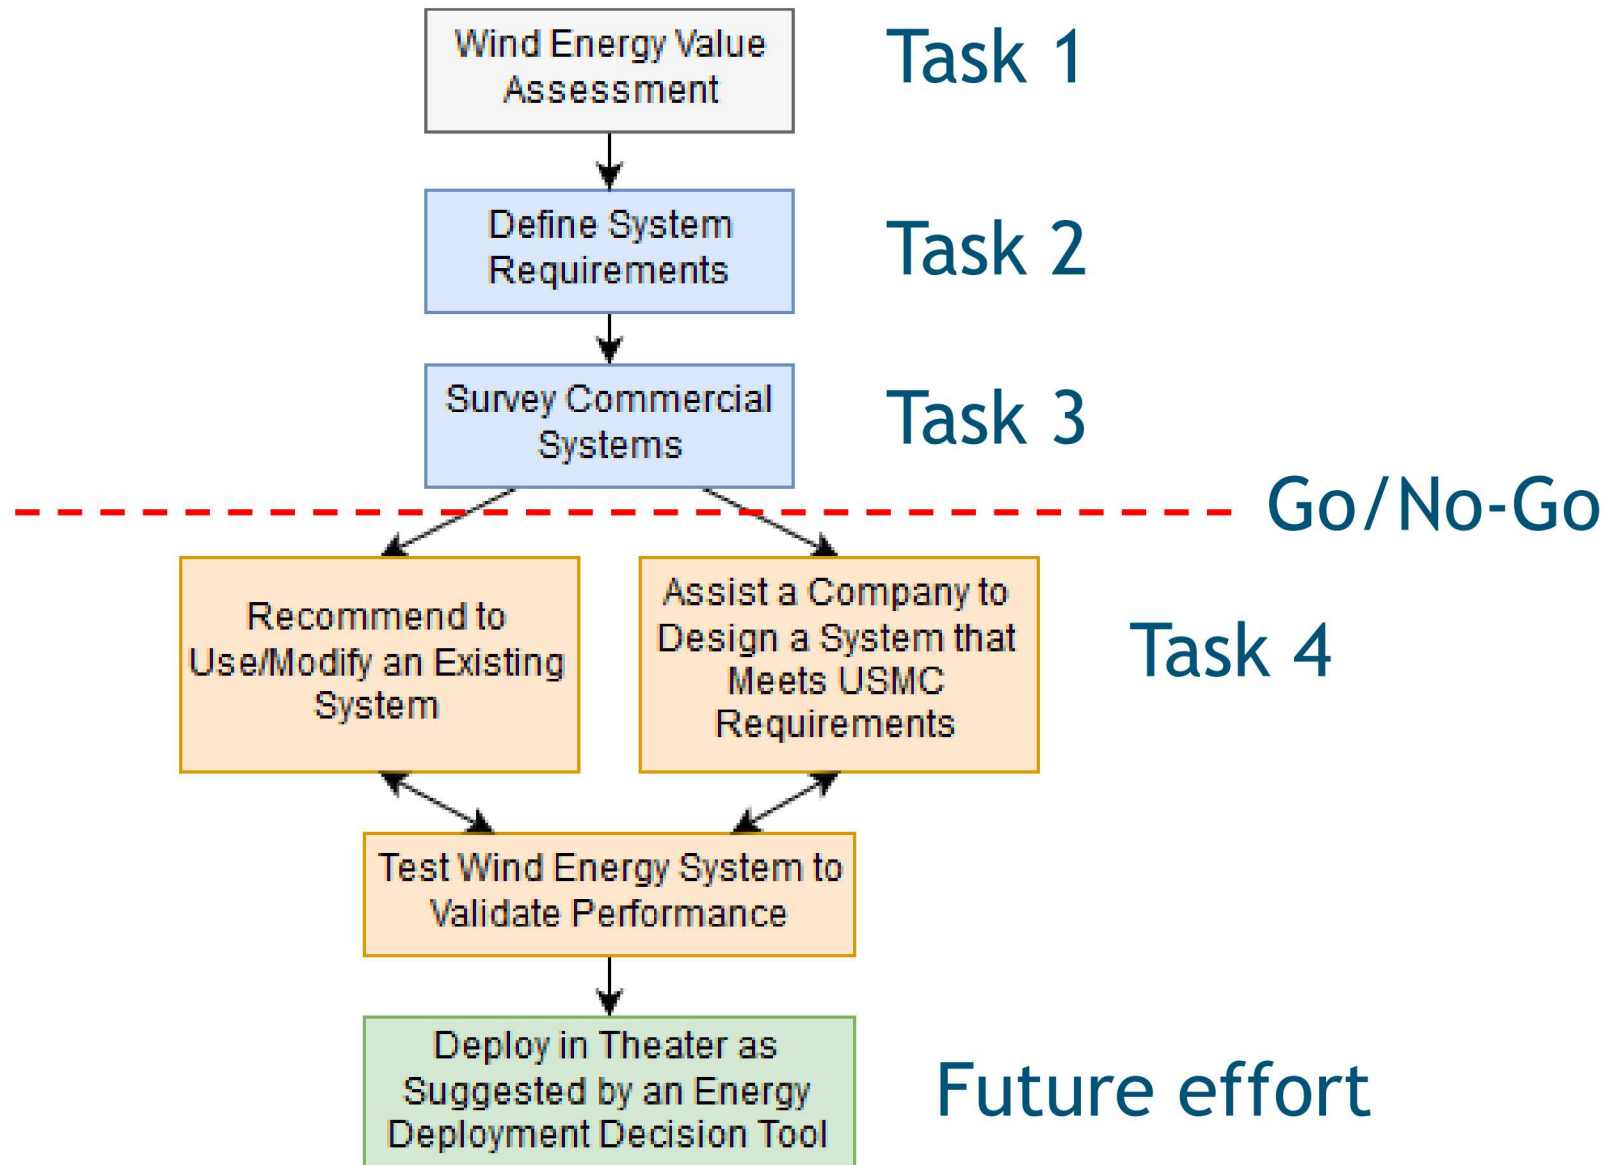 Wind Energy Value
Assessment
Task 1
Define System
Requirements
Task 2
Survey Commercial
Systems
Task 3
Go/No-Go
Recommend to
Use/Modify an Existing
System
Assist a Company to
Design a System that
Meets USMC
Requirements
Task 4
Test Wind Energy System to
Validate Performance
Deploy in Theater as
Suggested by an Energy
Deployment Decision Tool
Future effort